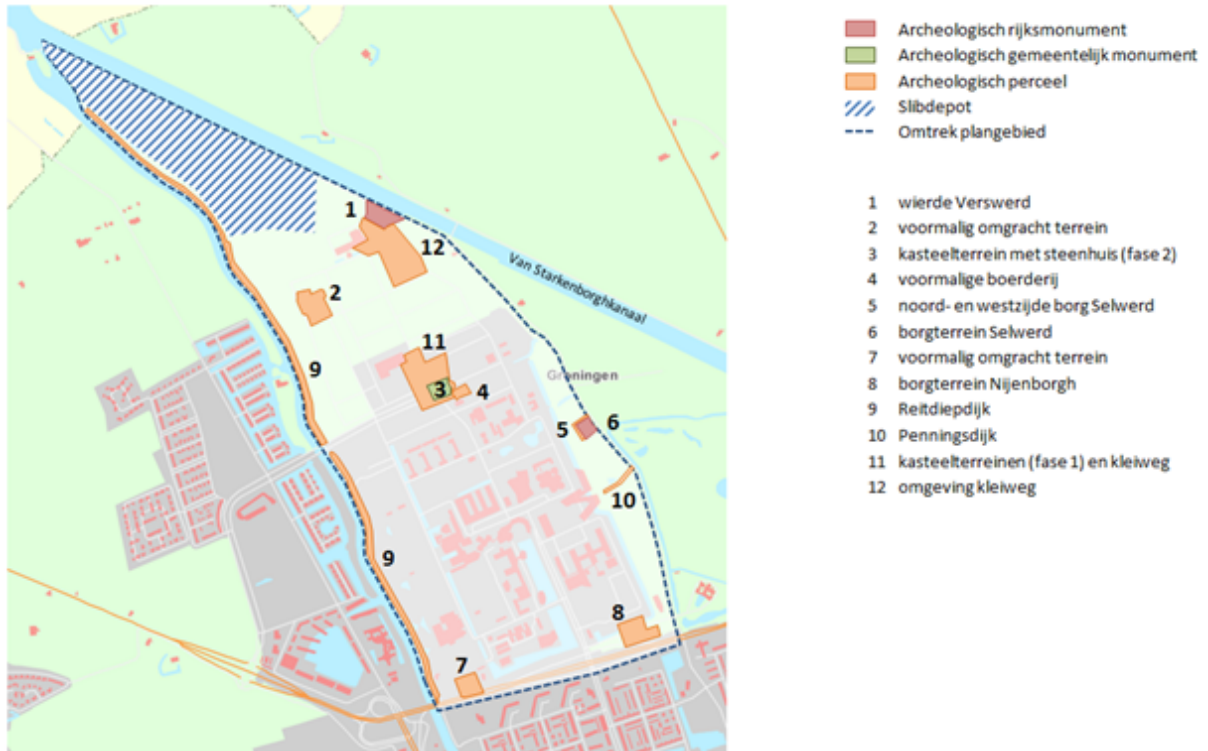 Archeologisch rijksmonument
Archeologisch gemeentelijk monument
Archeologisch perceel
Slibdepot
Omtrek plangebied
1 wierde Verswerd
2 voormalig omgracht terrein
3 kasteelterrein met steenhuis (fase 2)
4 voormalige boerderij
5 noord- en westzijde borg Selwerd
6 borgterrein Selwerd
7 voormalig omgracht terrein
8 borgterrein Nijenborgh
9 Reitdiepdijk
10 Penningsdijk
11 kasteelterreinen (fase 1) en kleiweg
12 omgeving kleiweg
1
12
Van Starkenborghkanaal
2
11
9
Groningen
3
4
5
6
10
9
8
7